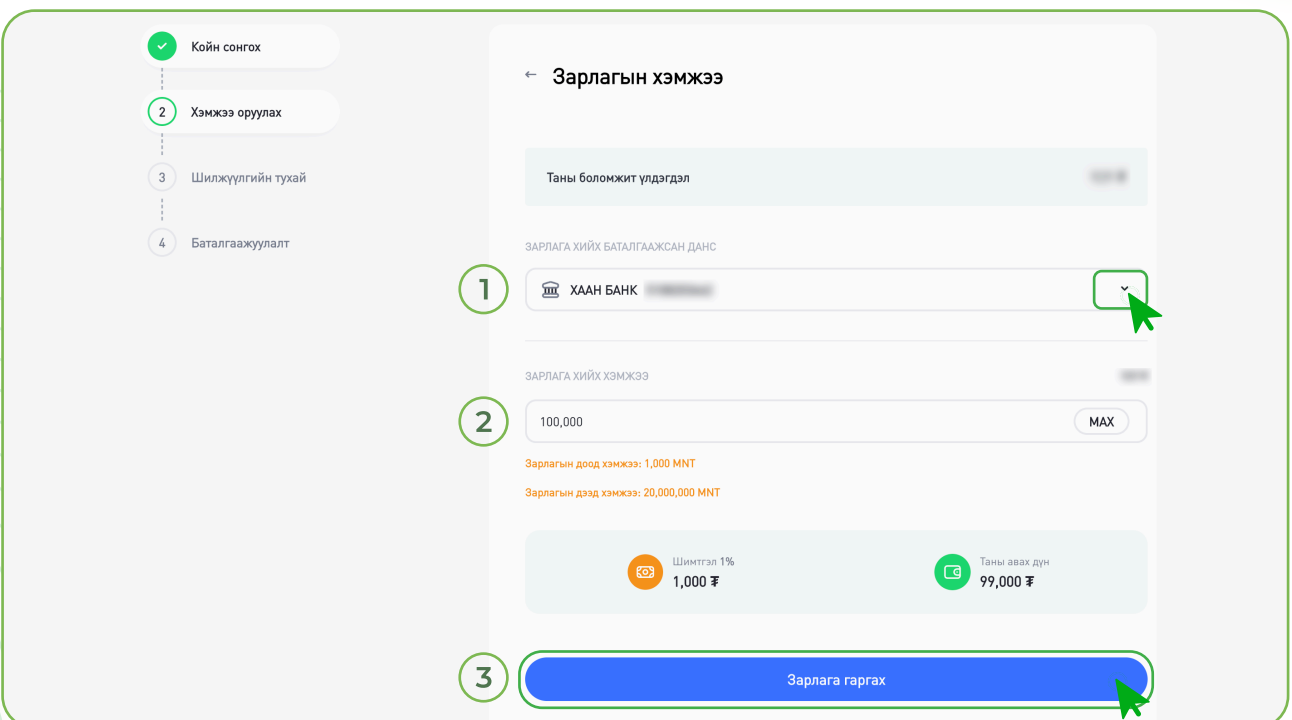 Койн сонгох
2 Хэмжээ оруулах
3 Шилжүүлгийн тухай
4 Баталгаажуулалт
← Зарлагын хэмжээ
Таны боломжит үлдэгдэл
ЗАРЛАГА ХИЙХ БАТАЛГААЖСАН ДАНС
1 ХААН БАНК
ЗАРЛАГА ХИЙХ ХЭМЖЭЭ
2 100,000 MAX
Зарлагын доод хэмжээ: 1,000 MNT
Зарлагын дээд хэмжээ: 20,000,000 MNT
Шимтгэл 1%
1,000 ₮
Таны авах дүн
99,000 ₮
3 Зарлага гаргах